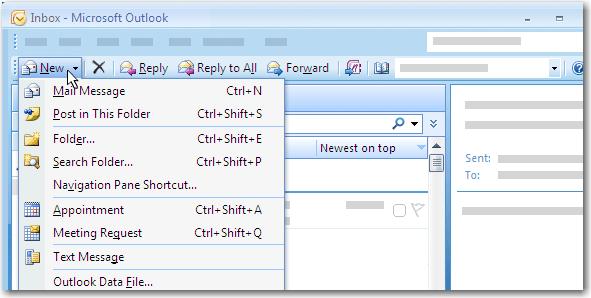 Inbox - Microsoft Outlook
New Reply Reply to All Forward
Mail Message Ctrl+N
Post in This Folder Ctrl+Shift+S
Folder... Ctrl+Shift+E
Search Folder... Ctrl+Shift+P
Navigation Pane Shortcut...
Appointment Ctrl+Shift+A
Meeting Request Ctrl+Shift+Q
Text Message
Outlook Data File...
Newest on top
Sent:
To: